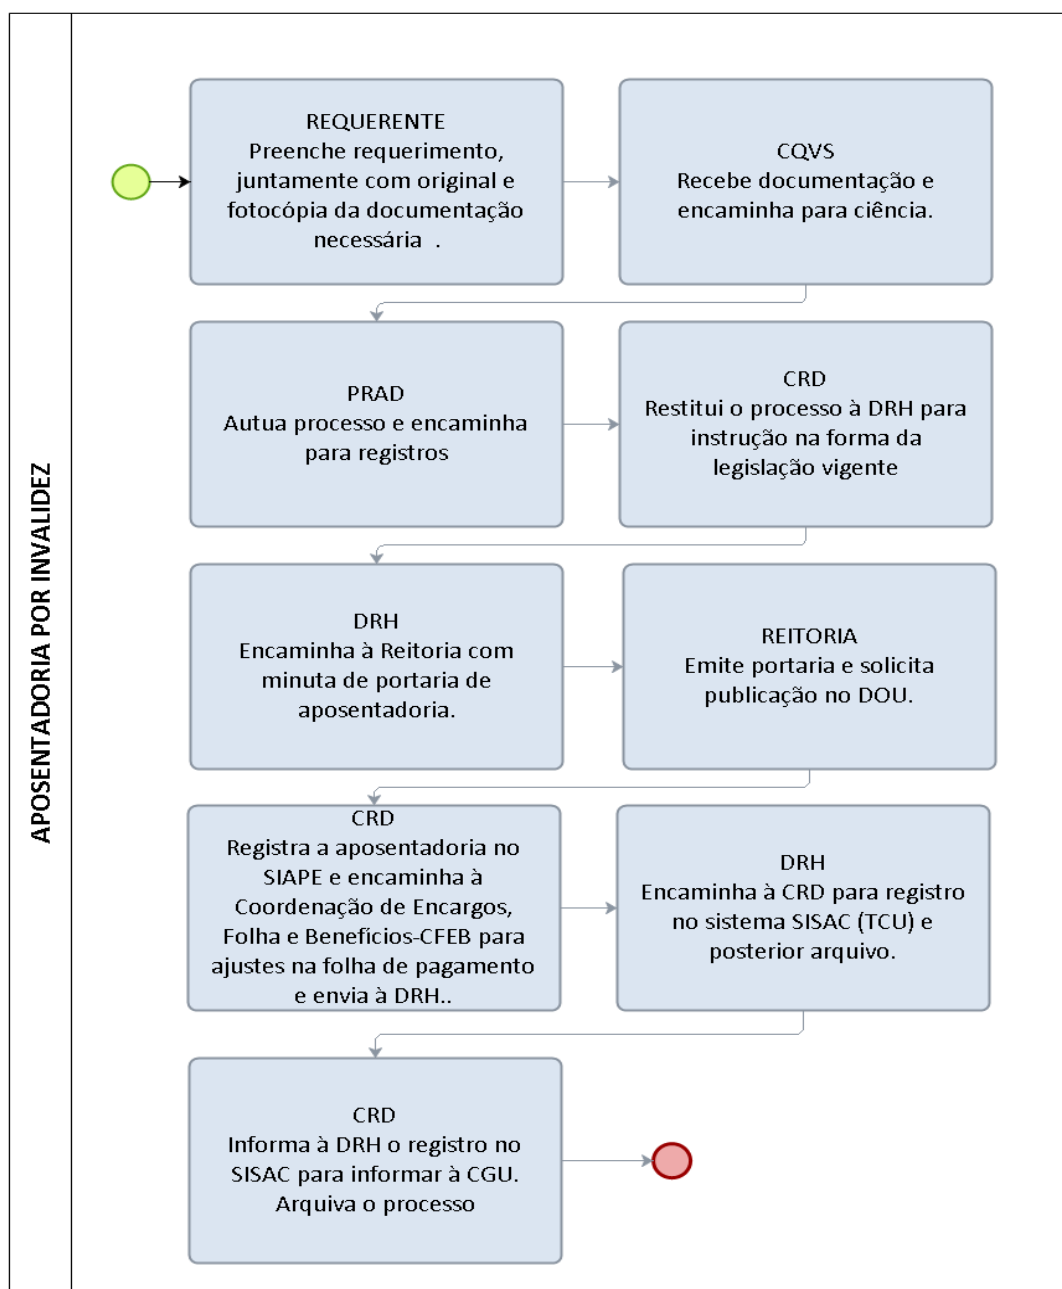 APOSENTADORIA POR INVALIDEZ
REQUERENTE
Preenche requerimento,
juntamente com original e
fotocópia da documentação
necessária  .
CQVS
Recebe documentação e
encaminha para ciência.
PRAD
Autua processo e encaminha
para registros
CRD
Restitui o processo à DRH para
instrução na forma da
legislação vigente
DRH
Encaminha à Reitoria com
minuta de portaria de
aposentadoria.
REITORIA
Emite portaria e solicita
publicação no DOU.
CRD
Registra a aposentadoria no
SIAPE e encaminha à
Coordenação de Encargos,
Folha e Benefícios-CFEB para
ajustes na folha de pagamento
e envia à DRH..
DRH
Encaminha à CRD para registro
no sistema SISAC (TCU) e
posterior arquivo.
CRD
Informa à DRH o registro no
SISAC para informar à CGU.
Arquiva o processo